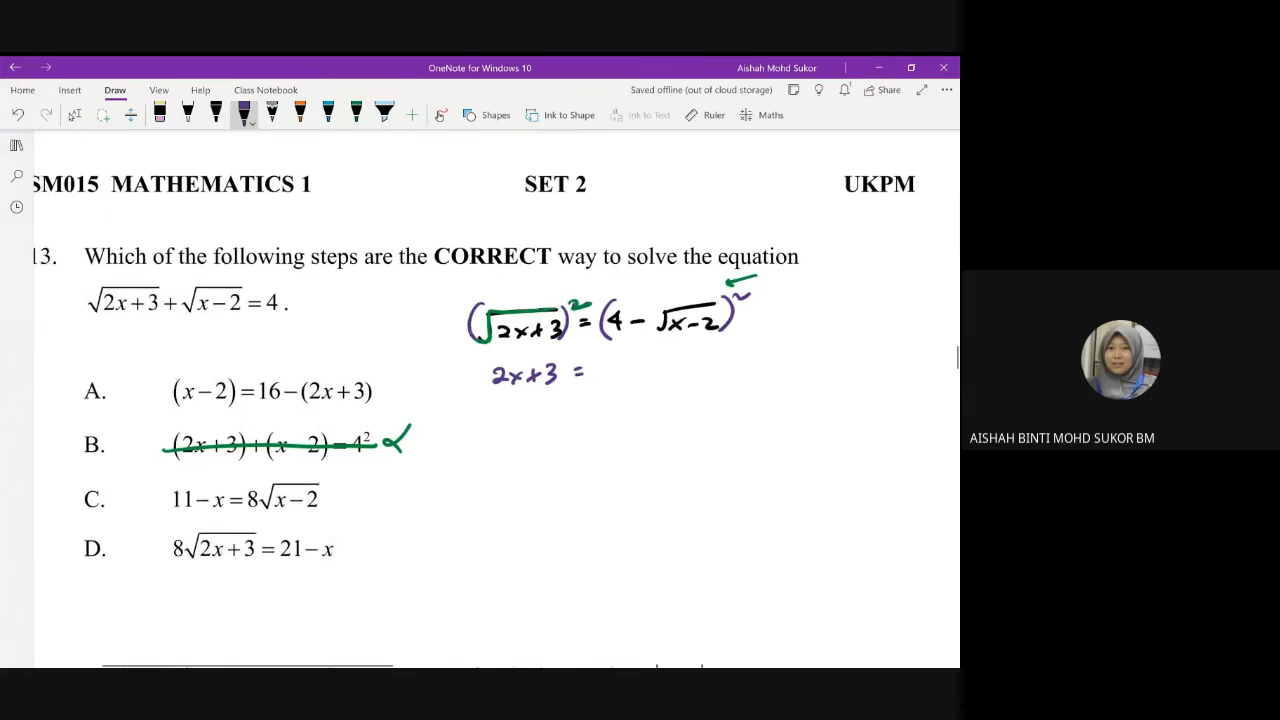 OneNote for Windows 10
Aishah Mohd Sukor
Home Insert Draw View Help Class Notebook
Saved offline (out of cloud storage)
Share
Shapes
Ink to Shape
Ink to Text
Ruler
Maths
SM015 MATHEMATICS 1 SET 2 UKPM
13. Which of the following steps are the CORRECT way to solve the equation
√(2x+3) + √(x−2) = 4 .
(√(2x+3))² = (4 − √(x−2))²
2x+3 =
A. (x−2) = 16 − (2x+3)
B. (2x+3)+(x−2) = 4²
C. 11 − x = 8√(x−2)
D. 8√(2x+3) = 21 − x
AISHAH BINTI MOHD SUKOR BM